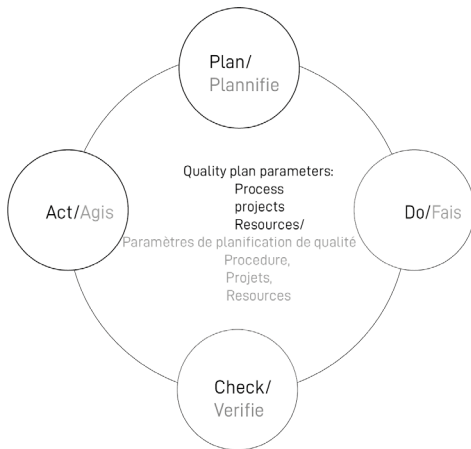 Plan/
Plannifie
Quality plan parameters:
Process
projects
Resources/
Paramètres de planification de qualité
Procedure,
Projets,
Resources
Act/Agis
Do/Fais
Check/
Verifie